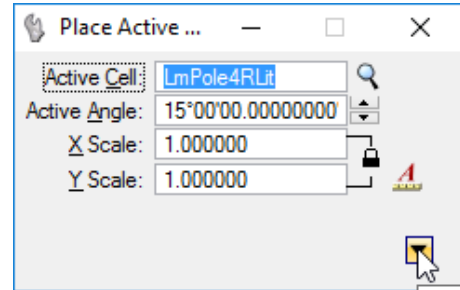 Place Active ...
Active Cell: LmPole4RLit
Active Angle: 15°00'00.00000000'
X Scale: 1.000000
Y Scale: 1.000000
A